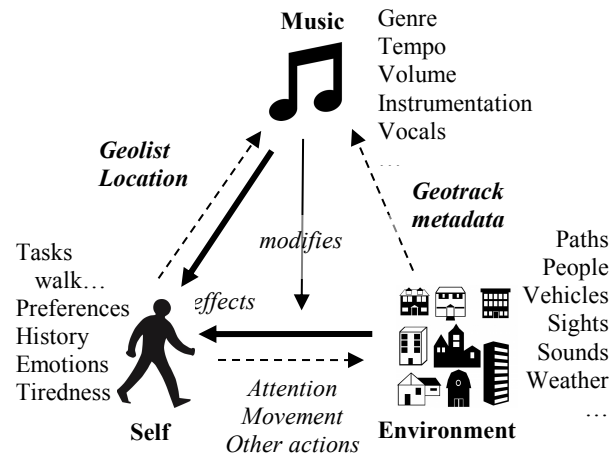 Music
Genre
Tempo
Volume
Instrumentation
Vocals
...
Geolist
Location
Geotrack
metadata
modifies
Tasks
walk…
Preferences
History
Emotions
Tiredness
effects
Paths
People
Vehicles
Sights
Sounds
Weather
…
Attention
Movement
Other actions
Self
Environment